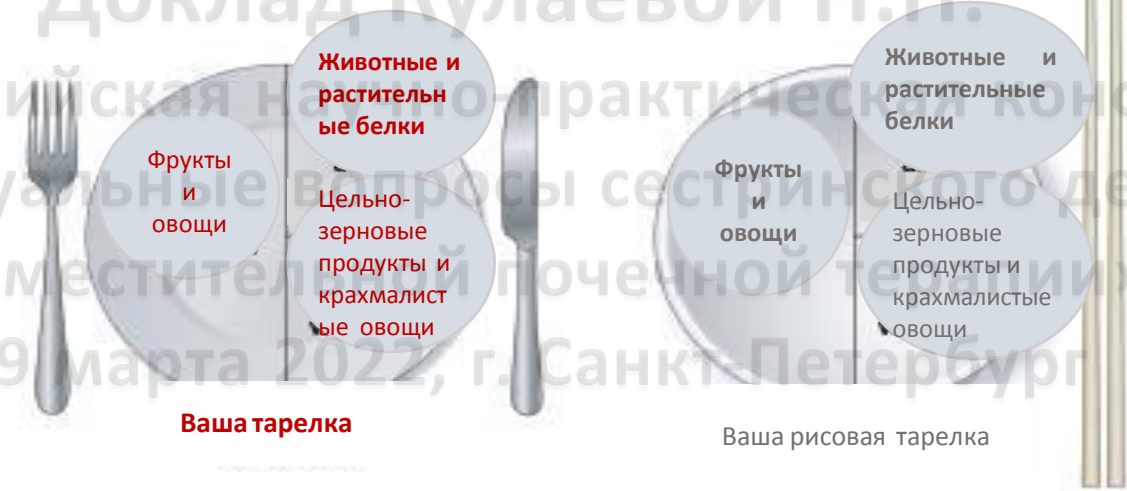 Доклад Кулаевой Н.Н.
ийская научно-практическая кон
уальные вопросы сестринского де
местительной почечной терапии»
9 марта 2022, г. Санкт-Петербург
Фрукты
и
овощи
Животные и
растительн
ые белки
Цельно-
зерновые
продукты и
крахмалист
ые овощи
Ваша тарелка
Фрукты
и
овощи
Животные и
растительные
белки
Цельно-
зерновые
продукты и
крахмалистые
овощи
Ваша рисовая тарелка